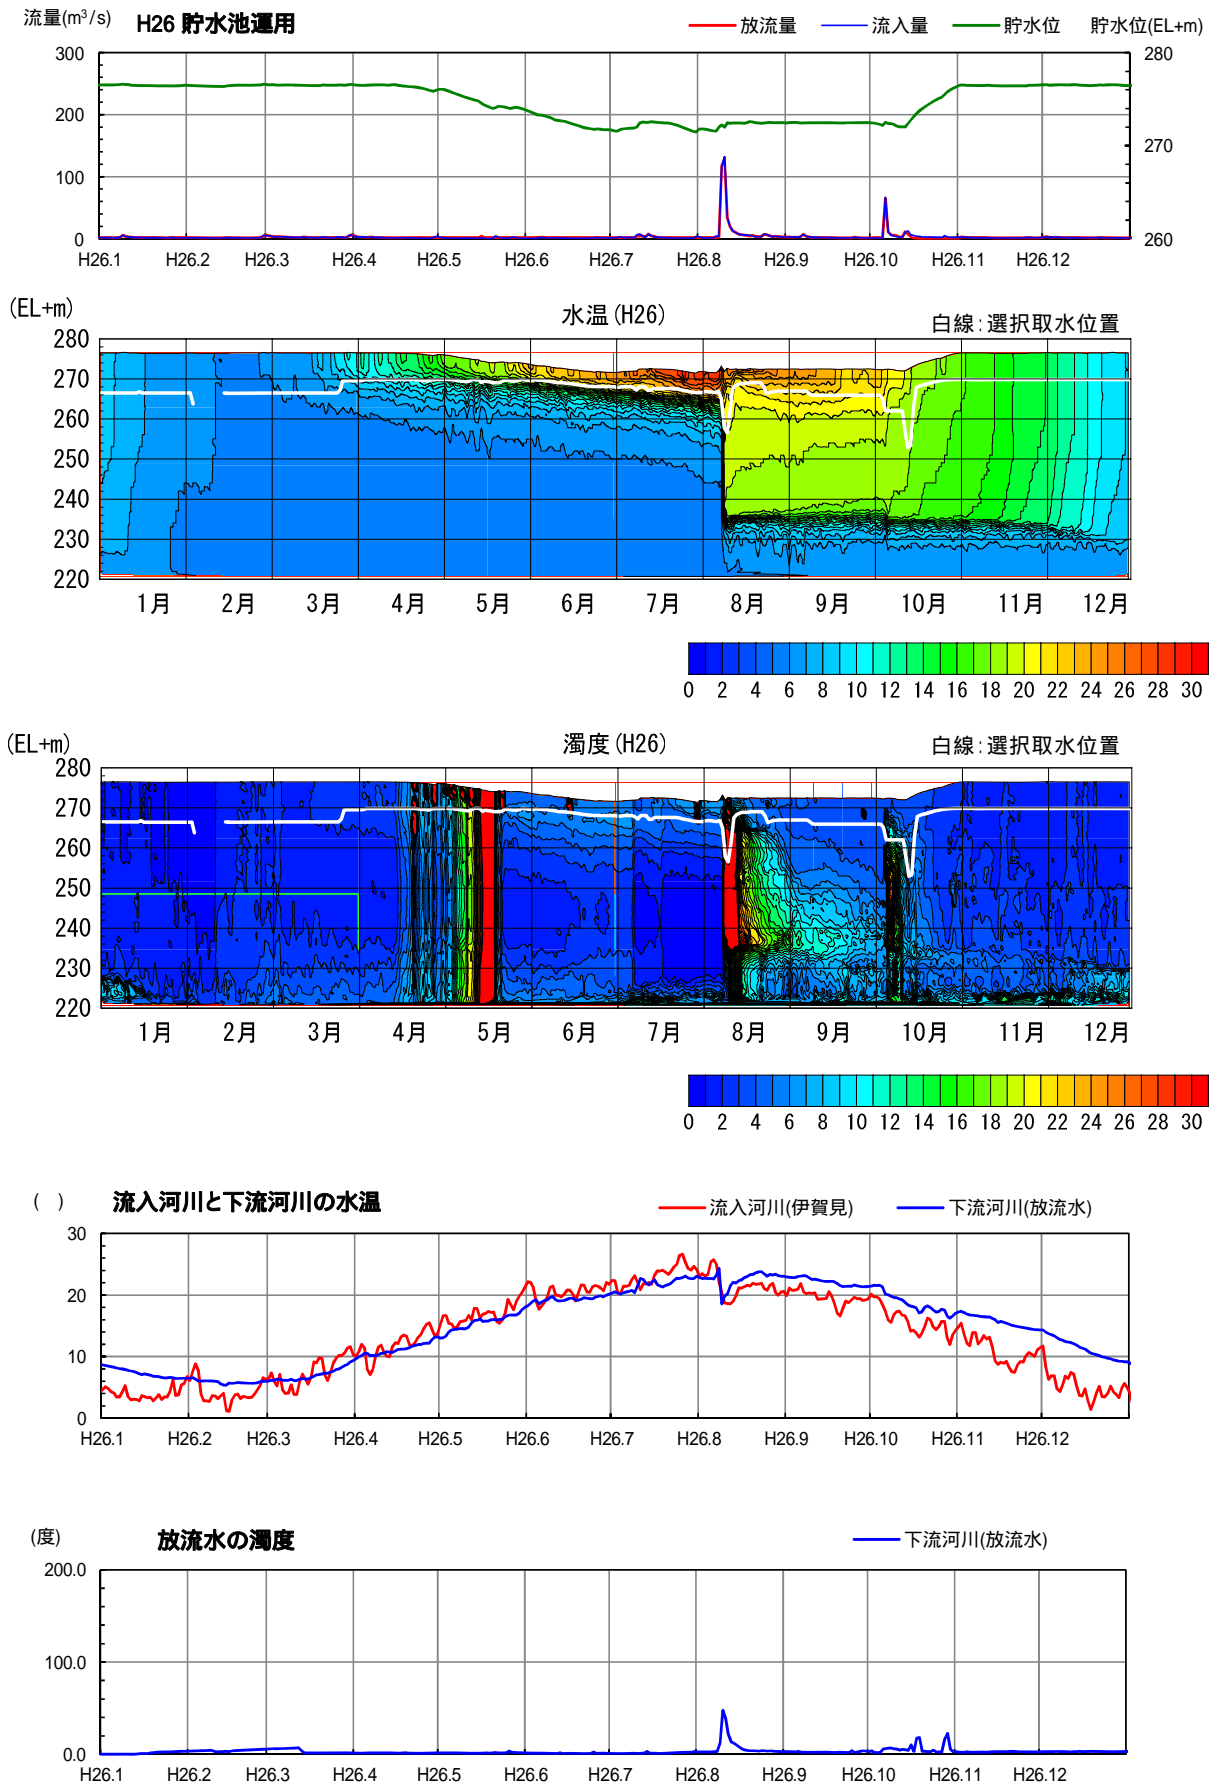 流量(m³/s) H26 貯水池運用 放流量 流入量 貯水位 貯水位(EL+m)
300 280
200
270
100
0 260
H26.1 H26.2 H26.3 H26.4 H26.5 H26.6 H26.7 H26.8 H26.9 H26.10 H26.11 H26.12
(EL+m) 水温(H26) 白線:選択取水位置
280
270
260
250
240
230
220
1月 2月 3月 4月 5月 6月 7月 8月 9月 10月 11月 12月
0 2 4 6 8 10 12 14 16 18 20 22 24 26 28 30
(EL+m) 濁度(H26) 白線:選択取水位置
280
270
260
250
240
230
220
1月 2月 3月 4月 5月 6月 7月 8月 9月 10月 11月 12月
0 2 4 6 8 10 12 14 16 18 20 22 24 26 28 30
( ) 流入河川と下流河川の水温 流入河川(伊賀見) 下流河川(放流水)
30
20
10
0
H26.1 H26.2 H26.3 H26.4 H26.5 H26.6 H26.7 H26.8 H26.9 H26.10 H26.11 H26.12
(度) 放流水の濁度 下流河川(放流水)
200.0
100.0
0.0
H26.1 H26.2 H26.3 H26.4 H26.5 H26.6 H26.7 H26.8 H26.9 H26.10 H26.11 H26.12